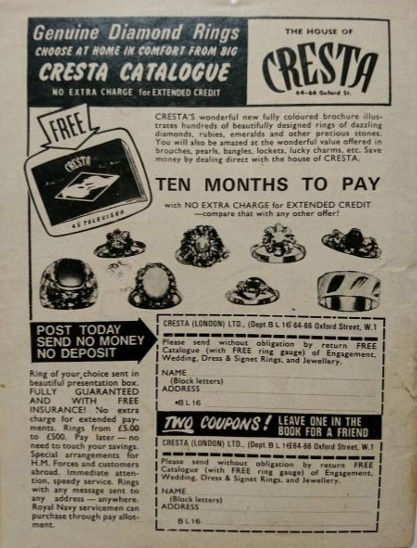 Genuine Diamond Rings
CHOOSE AT HOME IN COMFORT FROM BIG
CRESTA CATALOGUE
NO EXTRA CHARGE for EXTENDED CREDIT
THE HOUSE OF
CRESTA
64-66 Oxford St.
FREE
CRESTA
AS TELEVISED
CRESTA'S wonderful new fully coloured brochure illus-
trates hundreds of beautifully designed rings of dazzling
diamonds, rubies, emeralds and other precious stones.
You will also be amazed at the wonderful value offered in
brooches, pearls, bangles, lockets, lucky charms, etc. Save
money by dealing direct with the house of CRESTA.
TEN MONTHS TO PAY
with NO EXTRA CHARGE for EXTENDED CREDIT
—compare that with any other offer!
POST TODAY
SEND NO MONEY
NO DEPOSIT
Ring of your choice sent in
beautiful presentation box.
FULLY GUARANTEED
AND WITH FREE
INSURANCE! No extra
charge for extended pay-
ments. Rings from £5.00
to £500. Pay later — no
need to touch your savings.
Special arrangements for
H.M. Forces and customers
abroad. Immediate atten-
tion, speedy service. Rings
with any message sent to
any address — anywhere.
Royal Navy servicemen can
purchase through pay allot-
ment.
CRESTA (LONDON) LTD., (Dept B L 16) 64-66 Oxford Street, W.1
Please send without obligation by return FREE
Catalogue (with FREE ring gauge) of Engagement,
Wedding, Dress & Signet Rings, and Jewellery.
NAME
(Block letters)
ADDRESS
BL16
TWO COUPONS! LEAVE ONE IN THE
BOOK FOR A FRIEND
CRESTA (LONDON) LTD., (Dept. B L 16) 64-66 Oxford Street, W.1
Please send without obligation by return FREE
Catalogue (with FREE ring gauge) of Engagement,
Wedding, Dress & Signet Rings, and Jewellery.
NAME
(Block letters)
ADDRESS
BL16